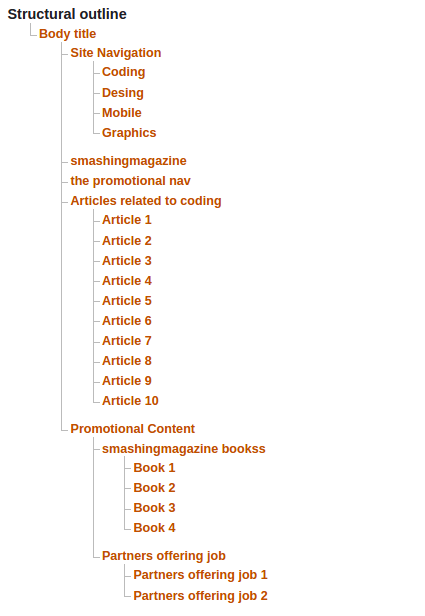 Structural outline
Body title
Site Navigation
Coding
Desing
Mobile
Graphics
smashingmagazine
the promotional nav
Articles related to coding
Article 1
Article 2
Article 3
Article 4
Article 5
Article 6
Article 7
Article 8
Article 9
Article 10
Promotional Content
smashingmagazine bookss
Book 1
Book 2
Book 3
Book 4
Partners offering job
Partners offering job 1
Partners offering job 2